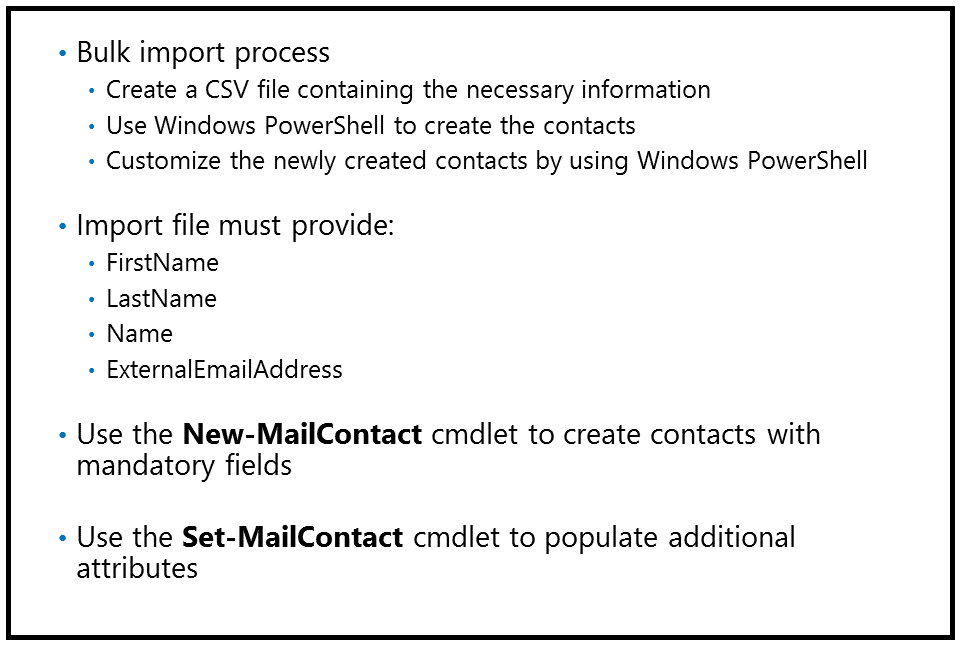 • Bulk import process
• Create a CSV file containing the necessary information
• Use Windows PowerShell to create the contacts
• Customize the newly created contacts by using Windows PowerShell
• Import file must provide:
• FirstName
• LastName
• Name
• ExternalEmailAddress
• Use the New-MailContact cmdlet to create contacts with
mandatory fields
• Use the Set-MailContact cmdlet to populate additional
attributes